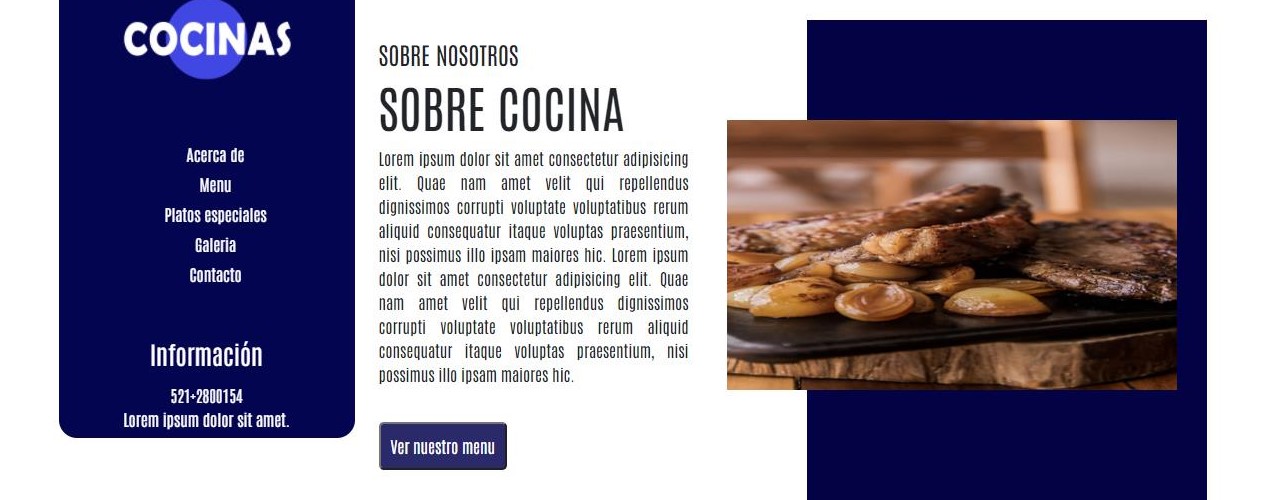 COCINAS
Acerca de
Menu
Platos especiales
Galeria
Contacto
Información
521+2800154
Lorem ipsum dolor sit amet.
SOBRE NOSOTROS
SOBRE COCINA
Lorem ipsum dolor sit amet consectetur adipisicing
elit. Quae nam amet velit qui repellendus
dignissimos corrupti voluptate voluptatibus rerum
aliquid consequatur itaque voluptas praesentium,
nisi possimus illo ipsam maiores hic. Lorem ipsum
dolor sit amet consectetur adipisicing elit. Quae
nam amet velit qui repellendus dignissimos
corrupti voluptate voluptatibus rerum aliquid
consequatur itaque voluptas praesentium, nisi
possimus illo ipsam maiores hic.
Ver nuestro menu